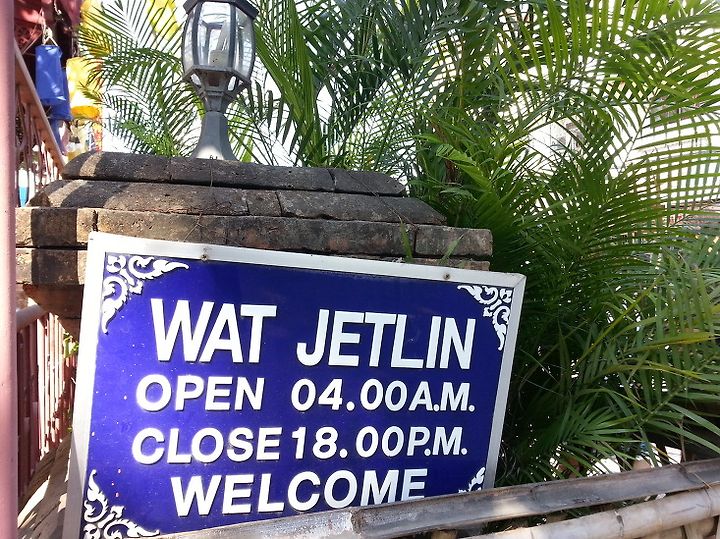 WAT JETLIN
OPEN 04.00A.M.
CLOSE 18.00P.M.
WELCOME